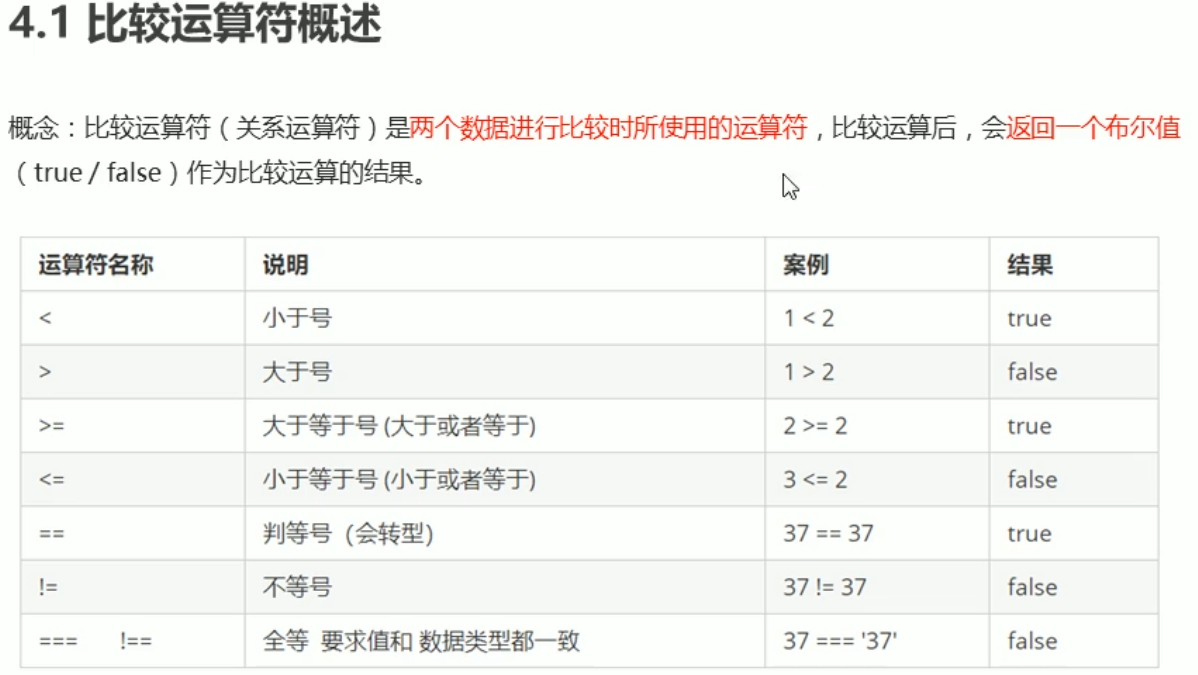 4.1 比较运算符概述
概念：比较运算符（关系运算符）是两个数据进行比较时所使用的运算符，比较运算后，会返回一个布尔值
（true / false）作为比较运算的结果。
运算符名称 说明 案例 结果
< 小于号 1 < 2 true
> 大于号 1 > 2 false
>= 大于等于号 (大于或者等于) 2 >= 2 true
<= 小于等于号 (小于或者等于) 3 <= 2 false
== 判等号（会转型） 37 == 37 true
!= 不等号 37 != 37 false
=== !== 全等 要求值和 数据类型都一致 37 === '37' false